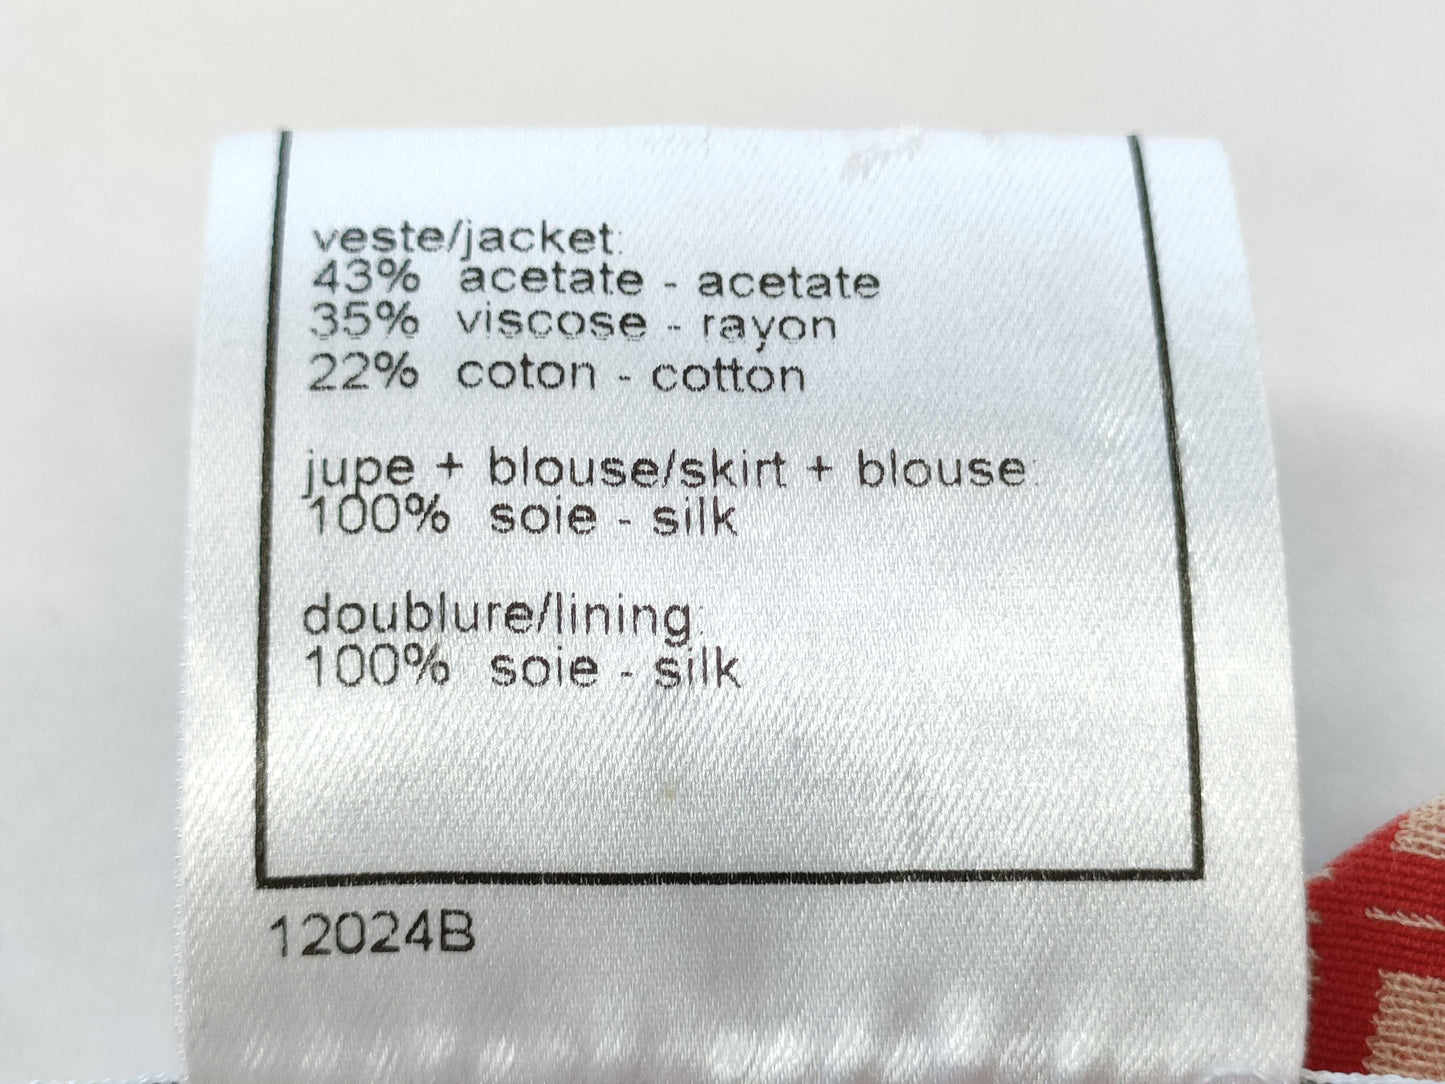 veste/jacket:
43% acetate - acetate
35% viscose - rayon
22% coton - cotton
jupe + blouse/skirt + blouse:
100% soie - silk
doublure/lining:
100% soie - silk
12024B